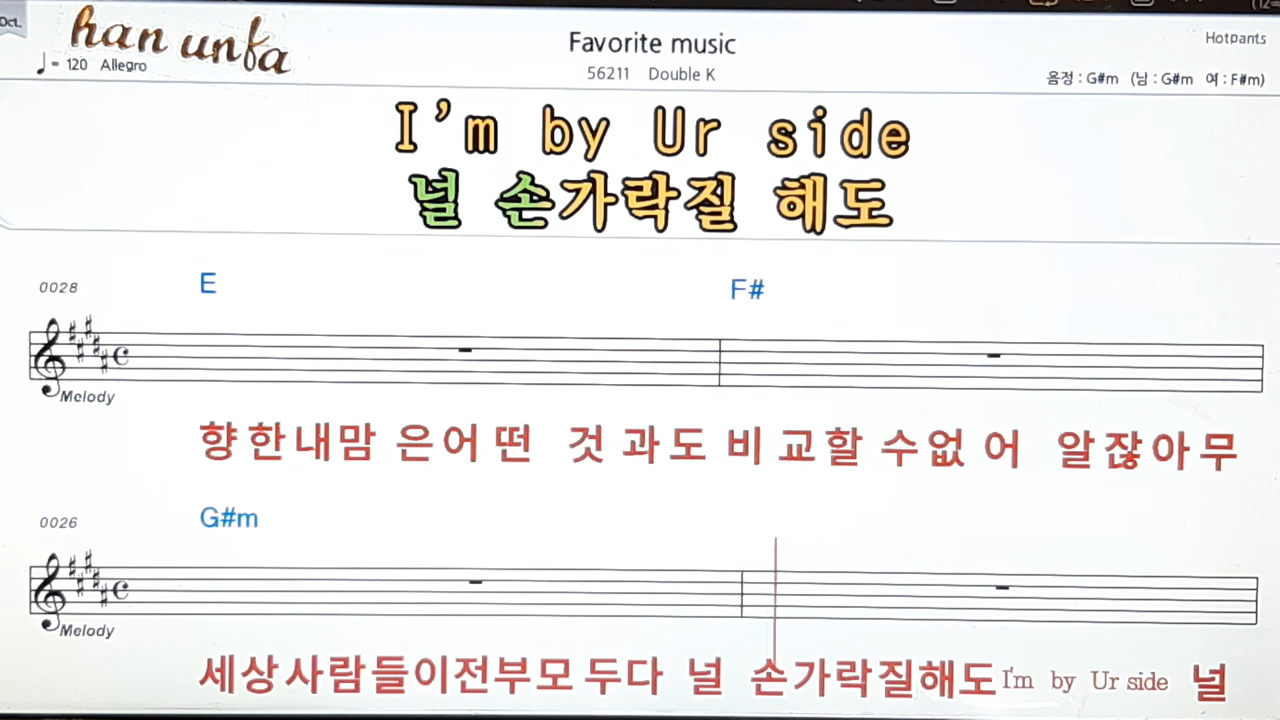 Oct.
han unfa
Favorite music
Hotpants
♩= 120 Allegro
56211 Double K
음정 : G#m (남 : G#m 여 : F#m)
I'm by Ur side
널 손가락질 해도
0028
E F#
Melody
향한내맘 은어떤 것 과도 비교할 수없 어 알잖아무
0026
G#m
Melody
세상사람들이전부모 두다 널 손가락질해도 I'm by Ur side 널